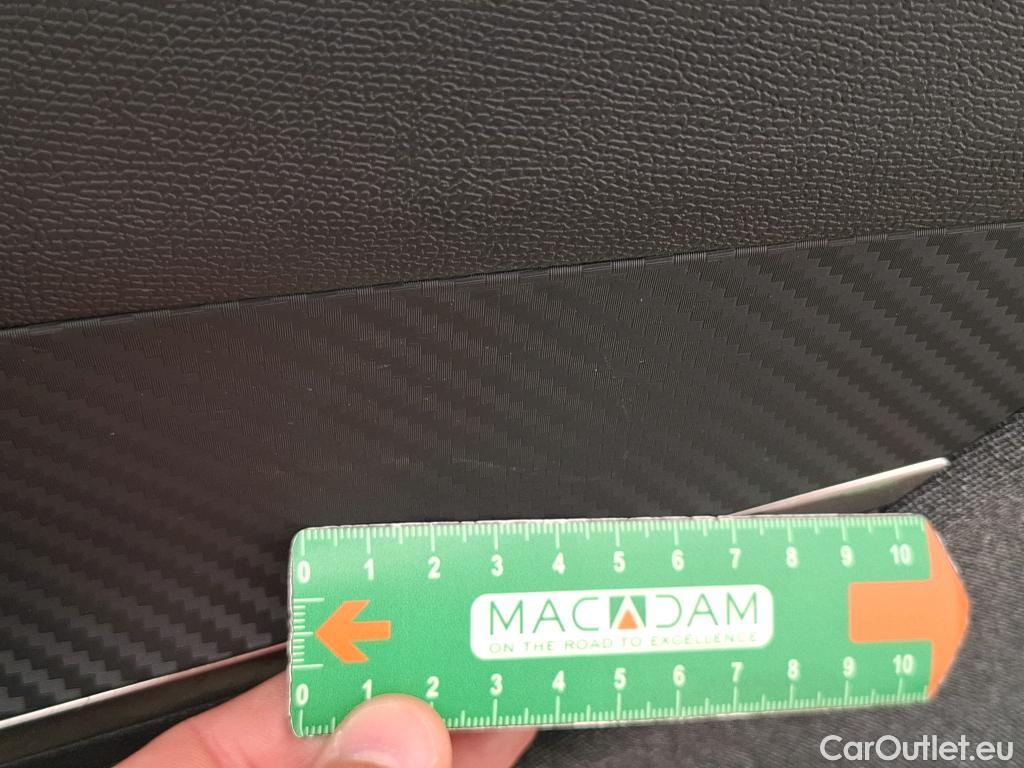 0 1 2 3 4 5 6 7 8 9 10
MACADAM
ON THE ROAD TO EXCELLENCE
0 1 2 3 4 5 6 7 8 9 10
CarOutlet.eu